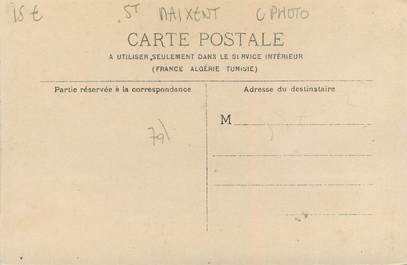 15 € ST MAIXENT C PHOTO
CARTE POSTALE
A UTILISER SEULEMENT DANS LE SERVICE INTÉRIEUR
(FRANCE ALGÉRIE TUNISIE)
Partie réservée à la correspondance
Adresse du destinataire
M
79